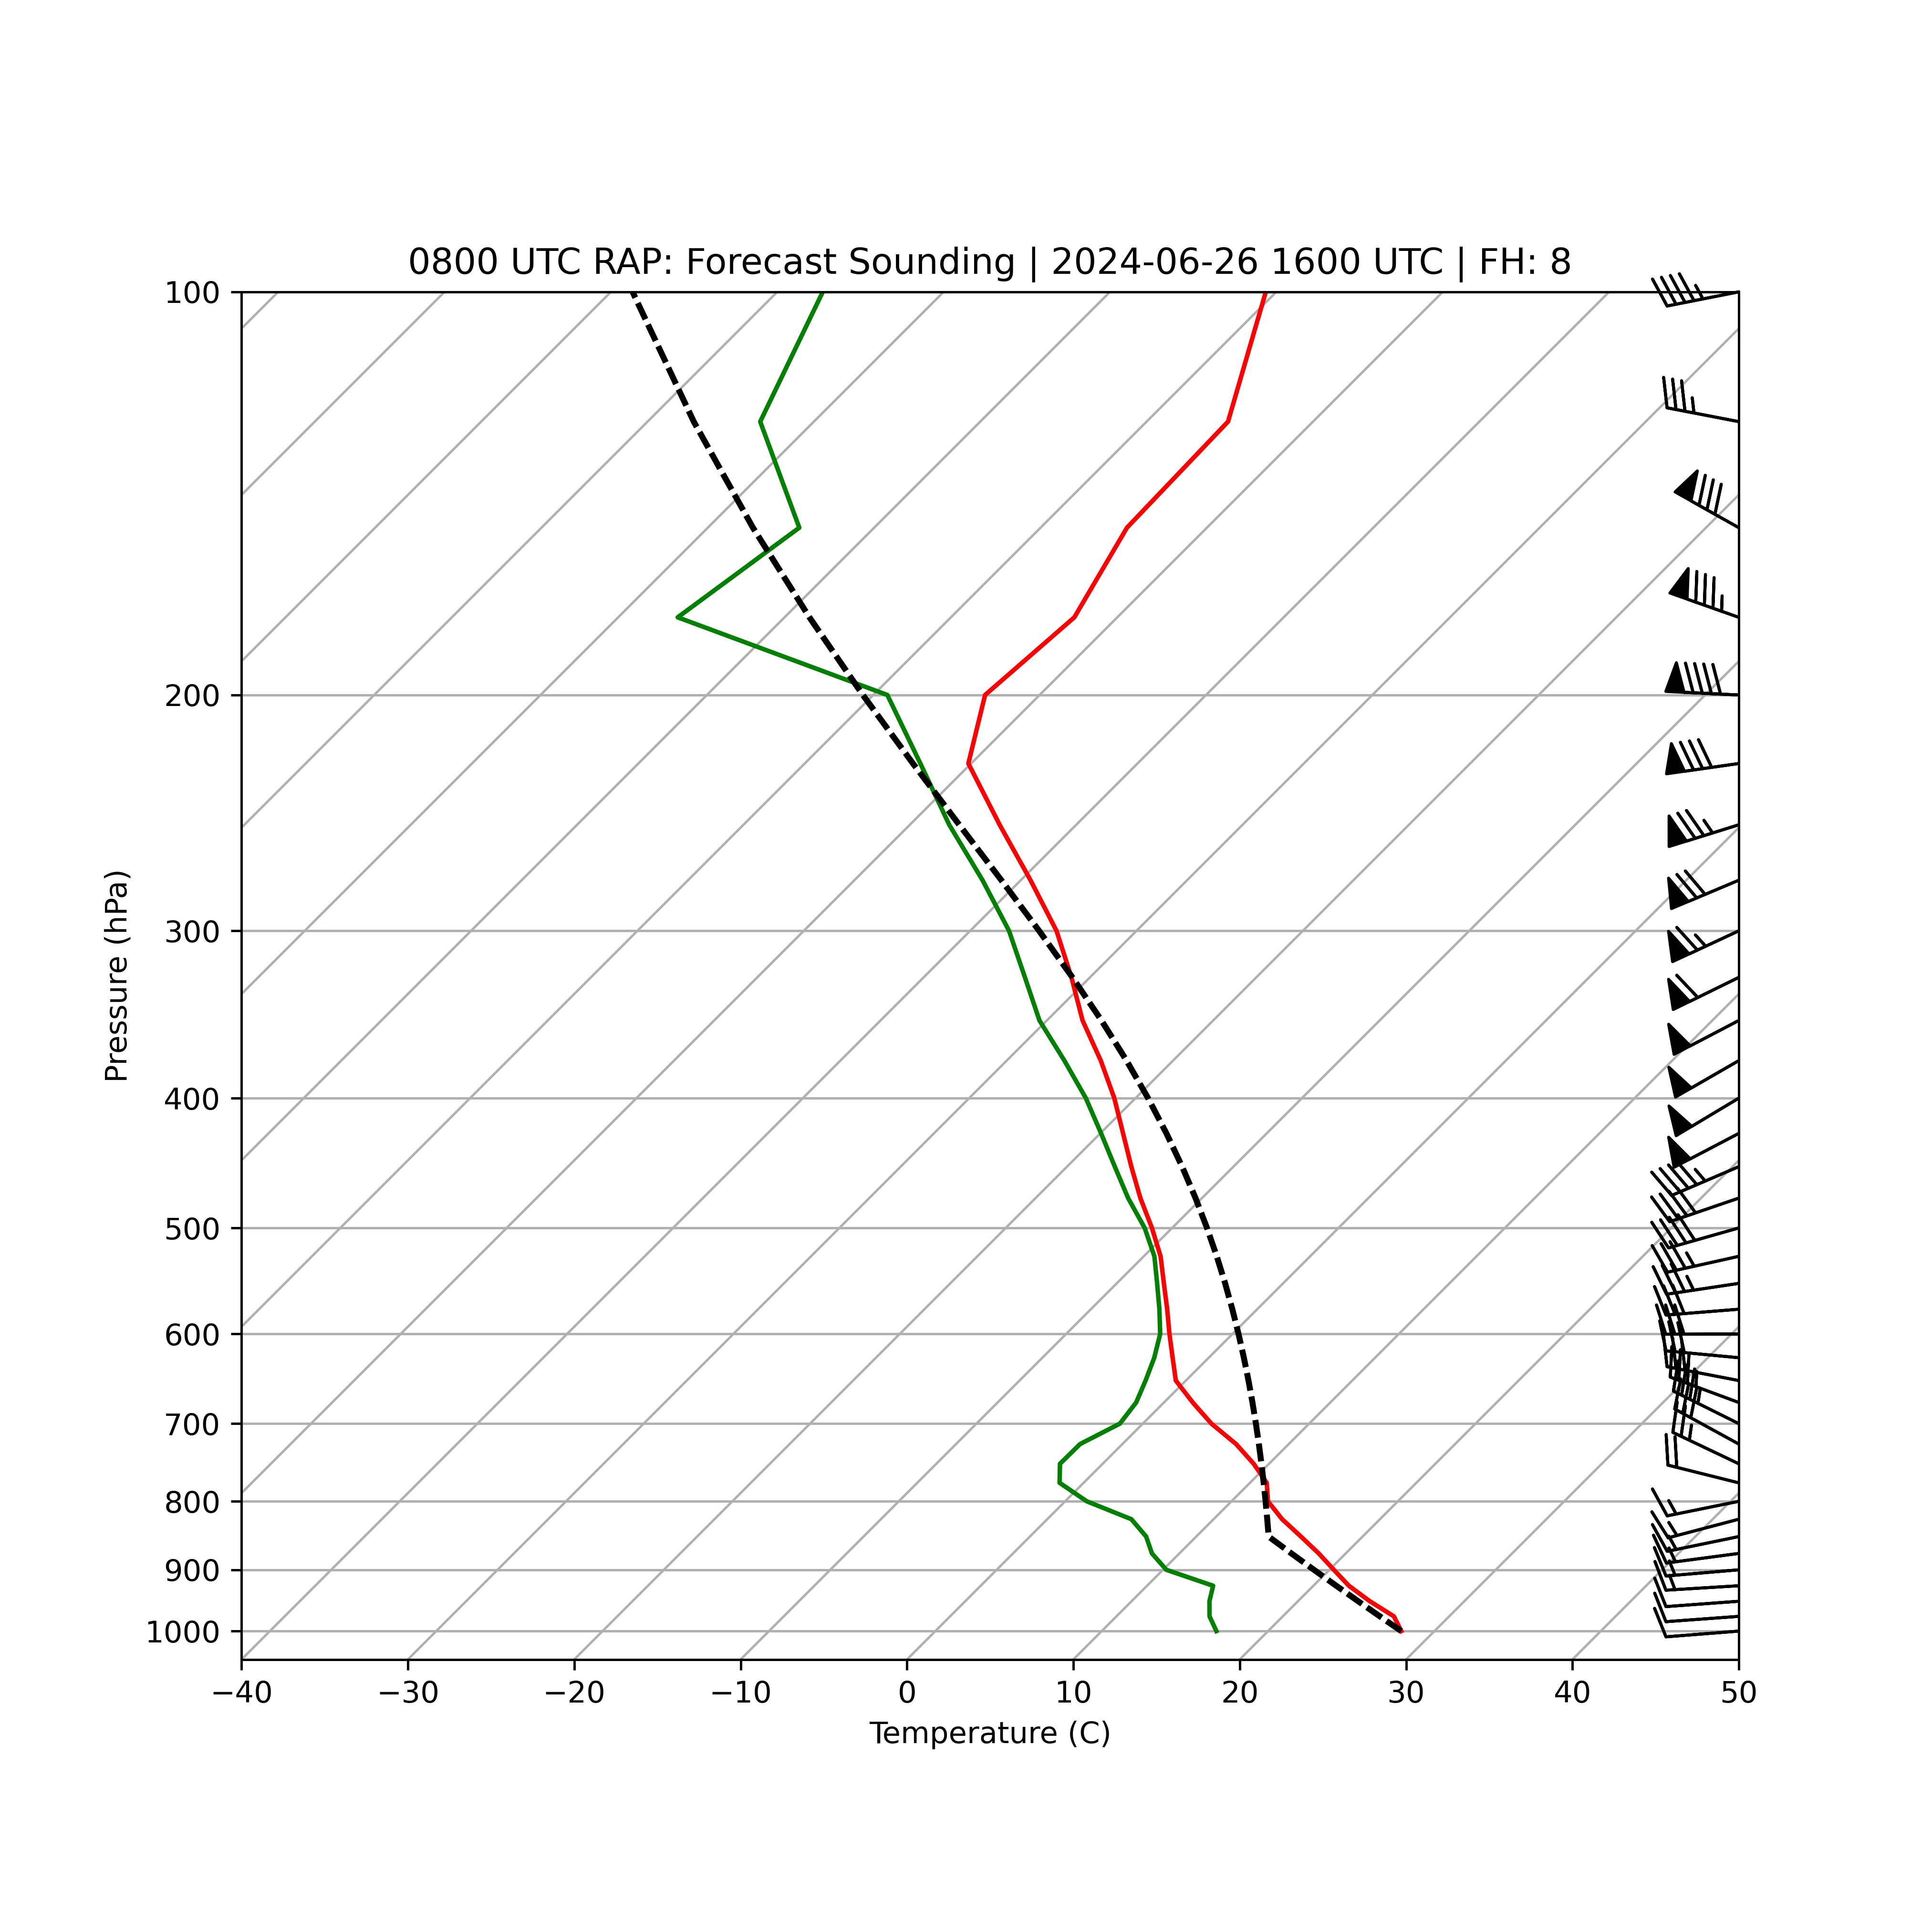 0800 UTC RAP: Forecast Sounding | 2024-06-26 1600 UTC | FH: 8
100
200
300
400
500
600
700
800
900
1000
Pressure (hPa)
−40 −30 −20 −10 0 10 20 30 40 50
Temperature (C)